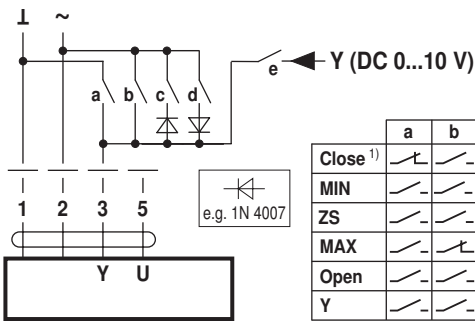 ⊥ ~
Y (DC 0...10 V)
e
a b c d
1 2 3 5
e.g. 1N 4007
Y U
a b
Close 1)
MIN
ZS
MAX
Open
Y